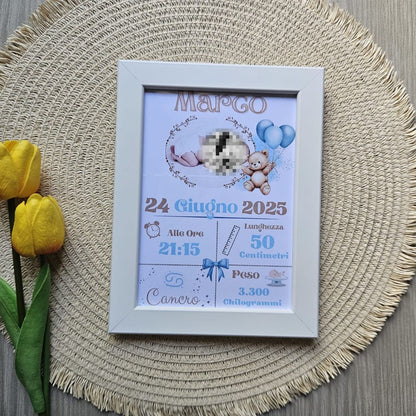 Marco
24 Giugno 2025
Alle Ore
21:15
Lunghezza
50
Centimetri
Cancro
Peso
3.300
Chilogrammi